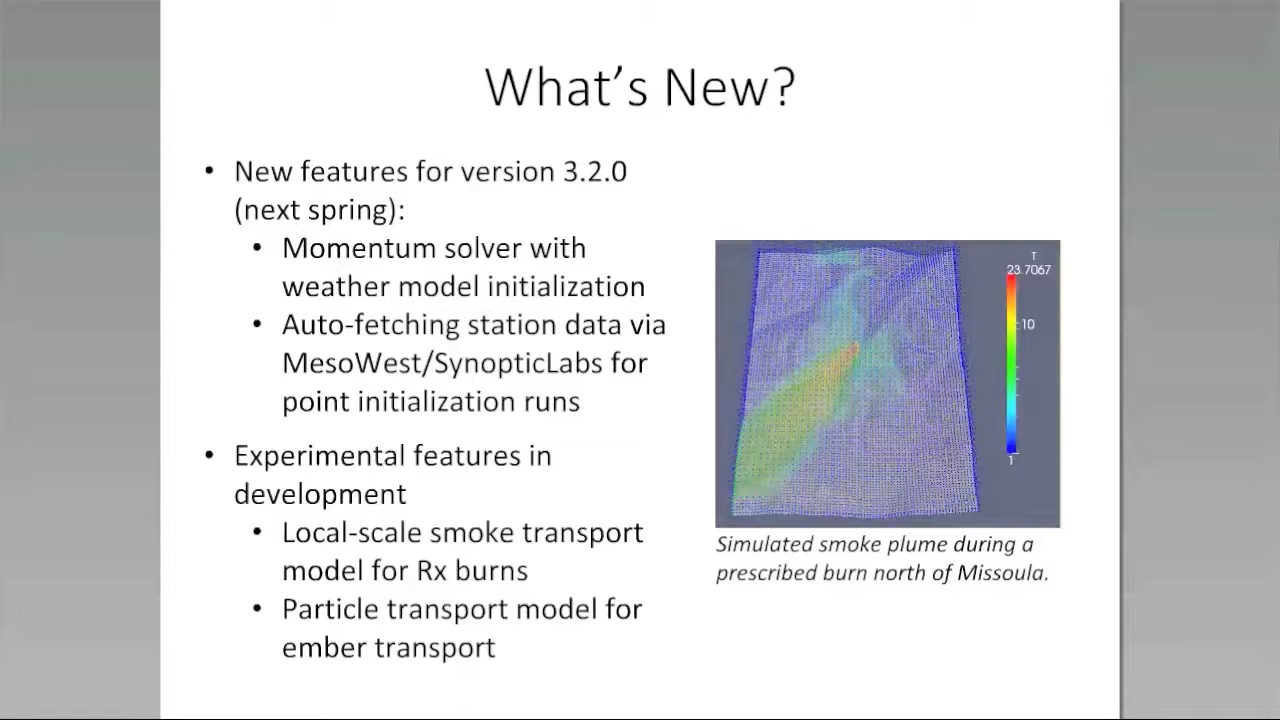 What's New?
• New features for version 3.2.0
(next spring):
• Momentum solver with
weather model initialization
• Auto-fetching station data via
MesoWest/SynopticLabs for
point initialization runs
• Experimental features in
development
• Local-scale smoke transport
model for Rx burns
• Particle transport model for
ember transport
T
23.7067
10
1
Simulated smoke plume during a
prescribed burn north of Missoula.